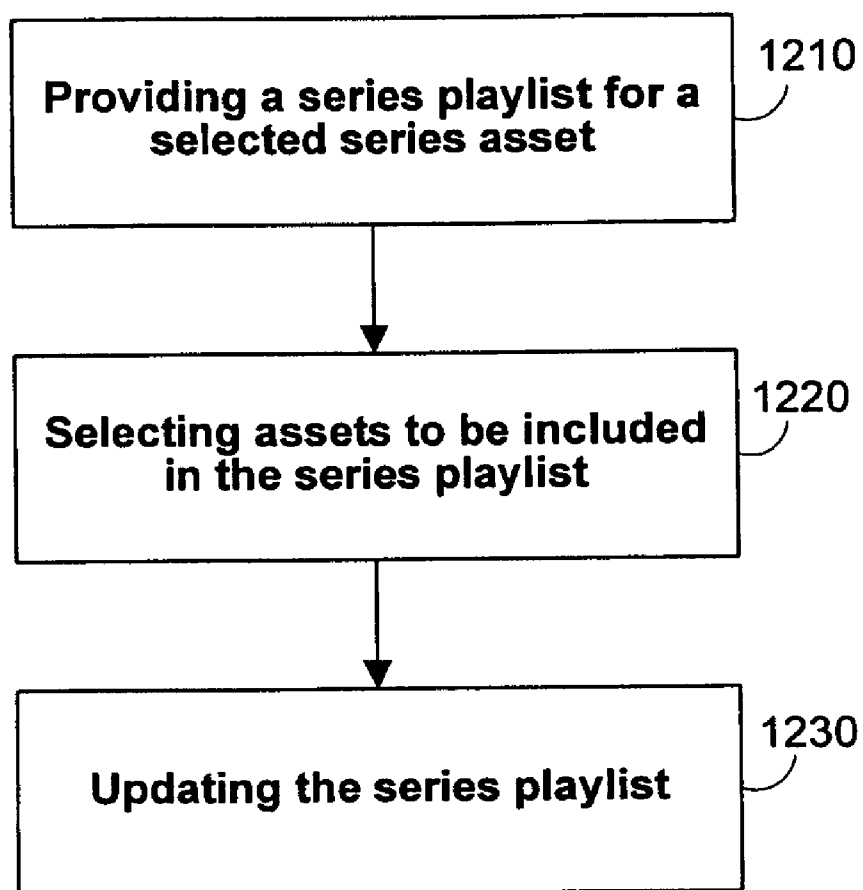 1210
Providing a series playlist for a
selected series asset
1220
Selecting assets to be included
in the series playlist
1230
Updating the series playlist